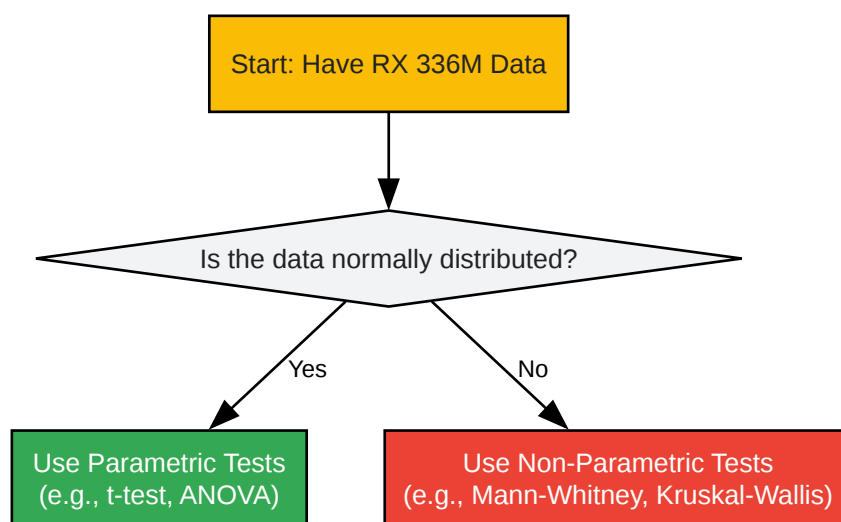 Start: Have RX 336M Data
Is the data normally distributed?
Yes
No
Use Parametric Tests
(e.g., t-test, ANOVA)
Use Non-Parametric Tests
(e.g., Mann-Whitney, Kruskal-Wallis)